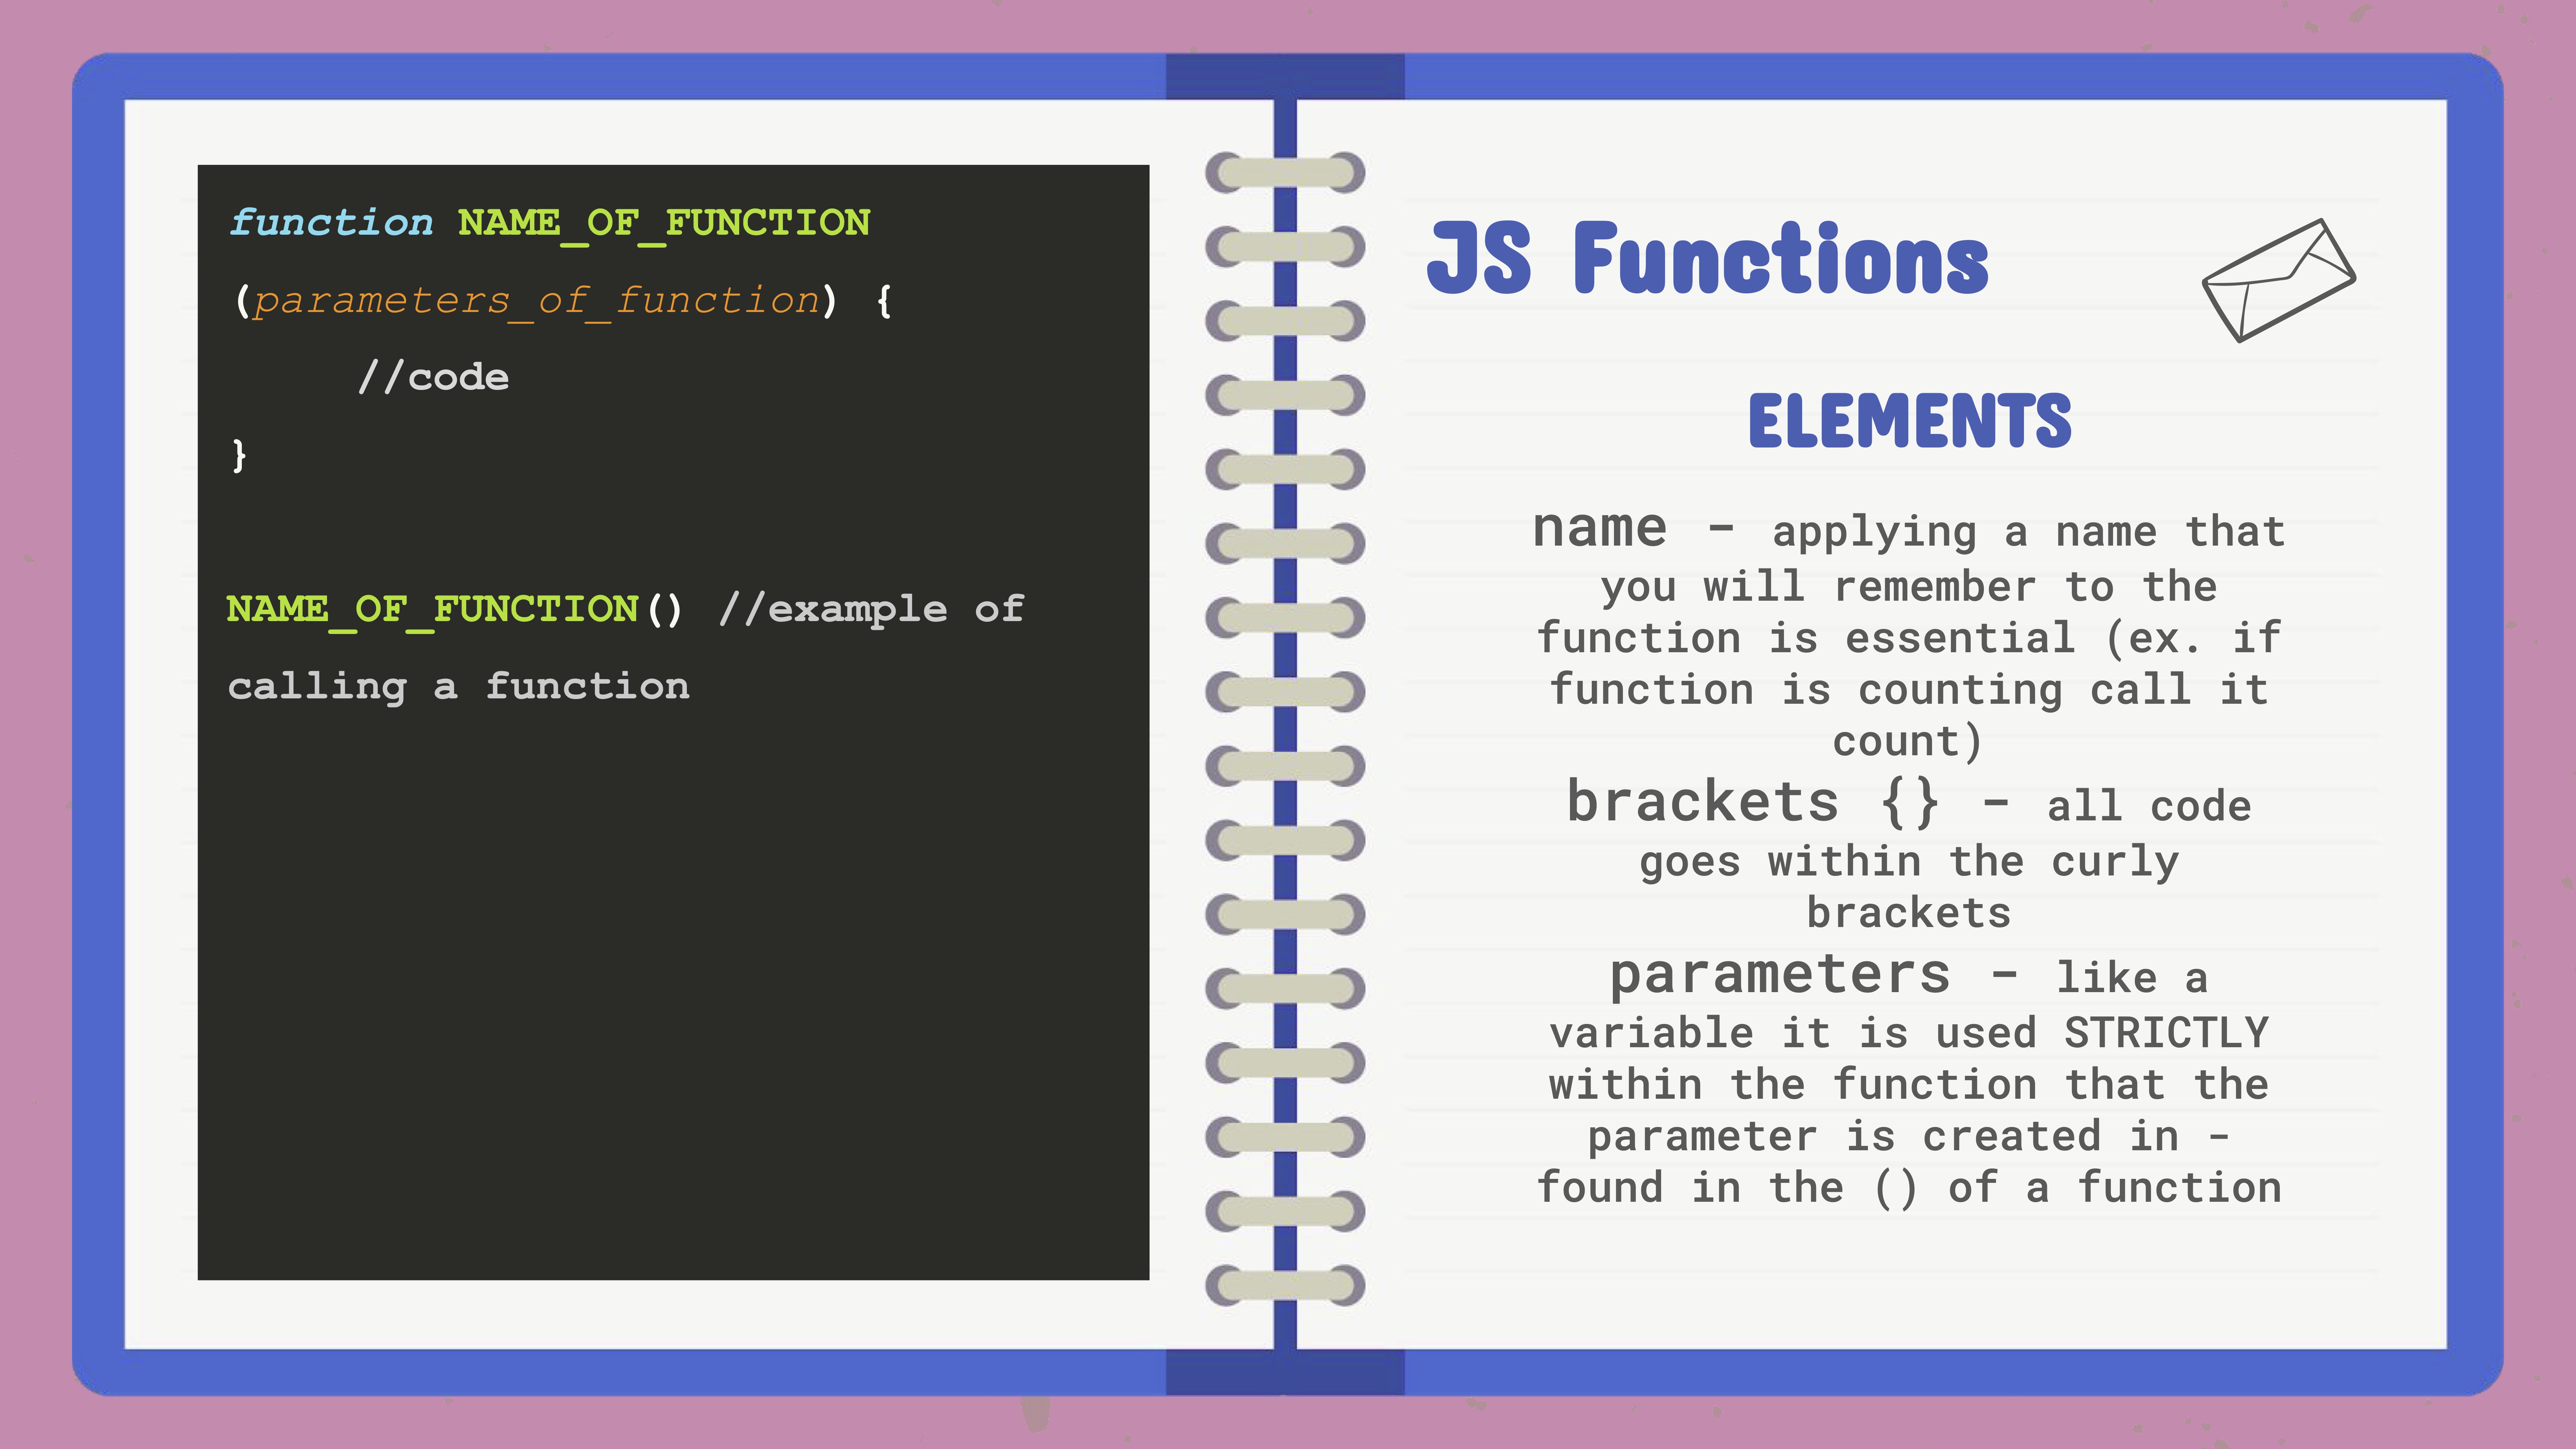 function NAME_OF_FUNCTION
(parameters_of_function) {
//code
}
NAME_OF_FUNCTION() //example of
calling a function
JS Functions
ELEMENTS
name - applying a name that
you will remember to the
function is essential (ex. if
function is counting call it
count)
brackets {} - all code
goes within the curly
brackets
parameters - like a
variable it is used STRICTLY
within the function that the
parameter is created in -
found in the () of a function